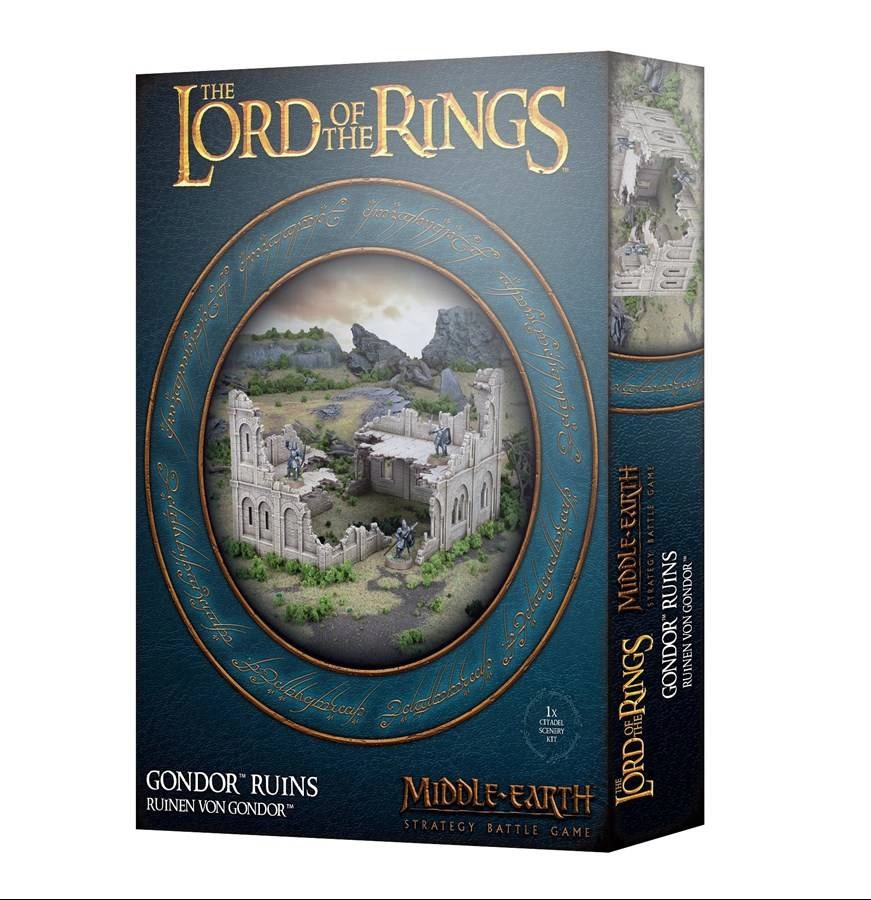 THE LORD OF THE RINGS™
1x
CITADEL
SCENERY
KIT
GONDOR™ RUINS
RUINEN VON GONDOR™
MIDDLE-EARTH
STRATEGY BATTLE GAME
THE LORD OF THE RINGS
MIDDLE-EARTH
STRATEGY BATTLE GAME
GONDOR™ RUINS
RUINEN VON GONDOR™